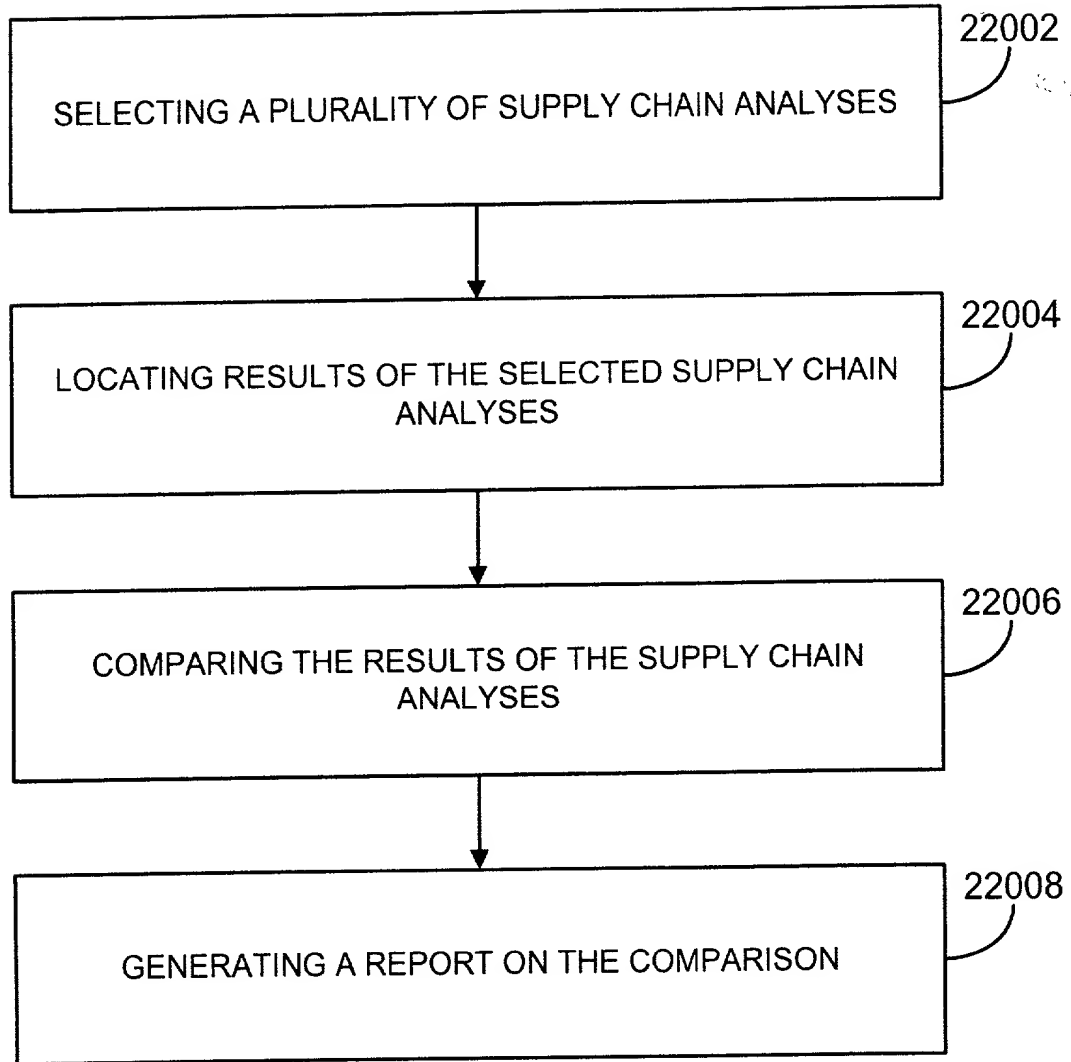 22002
SELECTING A PLURALITY OF SUPPLY CHAIN ANALYSES
22004
LOCATING RESULTS OF THE SELECTED SUPPLY CHAIN
ANALYSES
22006
COMPARING THE RESULTS OF THE SUPPLY CHAIN
ANALYSES
22008
GENERATING A REPORT ON THE COMPARISON